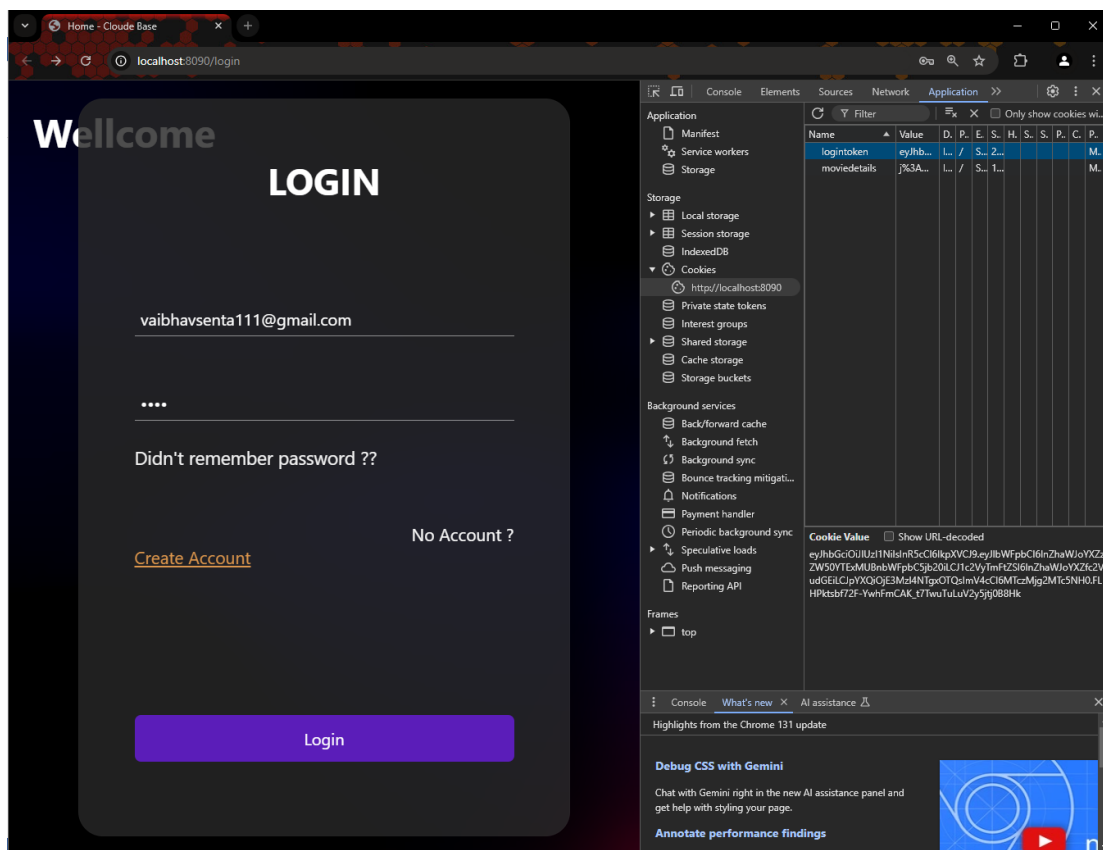 Home - Cloude Base
localhost:8090/login
Wellcome
LOGIN
vaibhavsenta111@gmail.com
••••
Didn't remember password ??
No Account ?
Create Account
Login
Console Elements Sources Network Application
Application
Manifest
Service workers
Storage
Storage
Local storage
Session storage
IndexedDB
Cookies
http://localhost:8090
Private state tokens
Interest groups
Shared storage
Cache storage
Storage buckets
Background services
Back/forward cache
Background fetch
Background sync
Bounce tracking mitigati...
Notifications
Payment handler
Periodic background sync
Speculative loads
Push messaging
Reporting API
Frames
top
Filter Only show cookies wi...
Name Value D. P.. E. S.. H. S.. S. P.. C. P..
logintoken eyJhb... l... / S... 2... M..
moviedetails j%3A... l... / S... 1... M..
Cookie Value Show URL-decoded
Console What's new AI assistance
Highlights from the Chrome 131 update
Debug CSS with Gemini
Chat with Gemini right in the new AI assistance panel and
get help with styling your page.
Annotate performance findings